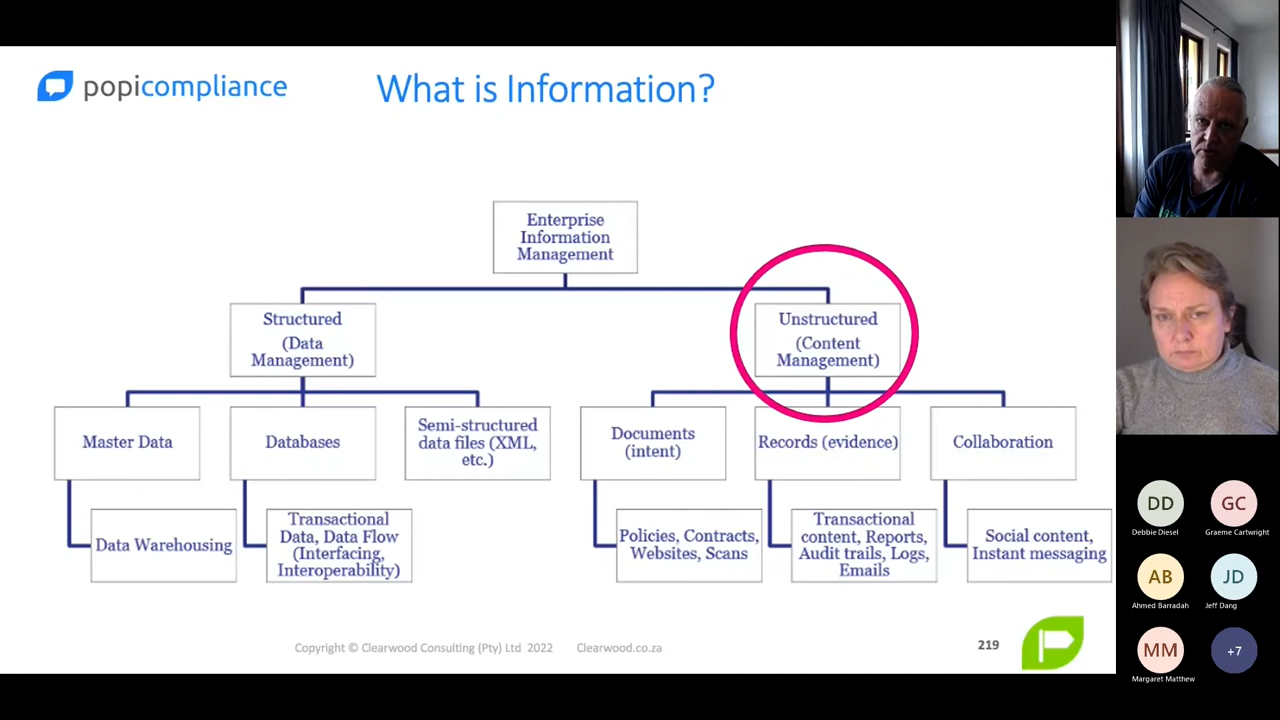 popicompliance
What is Information?
Enterprise
Information
Management
Structured
(Data
Management)
Unstructured
(Content
Management)
Master Data
Databases
Semi-structured
data files (XML,
etc.)
Documents
(intent)
Records (evidence)
Collaboration
Data Warehousing
Transactional
Data, Data Flow
(Interfacing,
Interoperability)
Policies, Contracts,
Websites, Scans
Transactional
content, Reports,
Audit trails, Logs,
Emails
Social content,
Instant messaging
Copyright © Clearwood Consulting (Pty) Ltd 2022 Clearwood.co.za
219
DD
Debbie Diesel
GC
Graeme Cartwright
AB
Ahmed Barradah
JD
Jeff Dang
MM
Margaret Matthew
+7